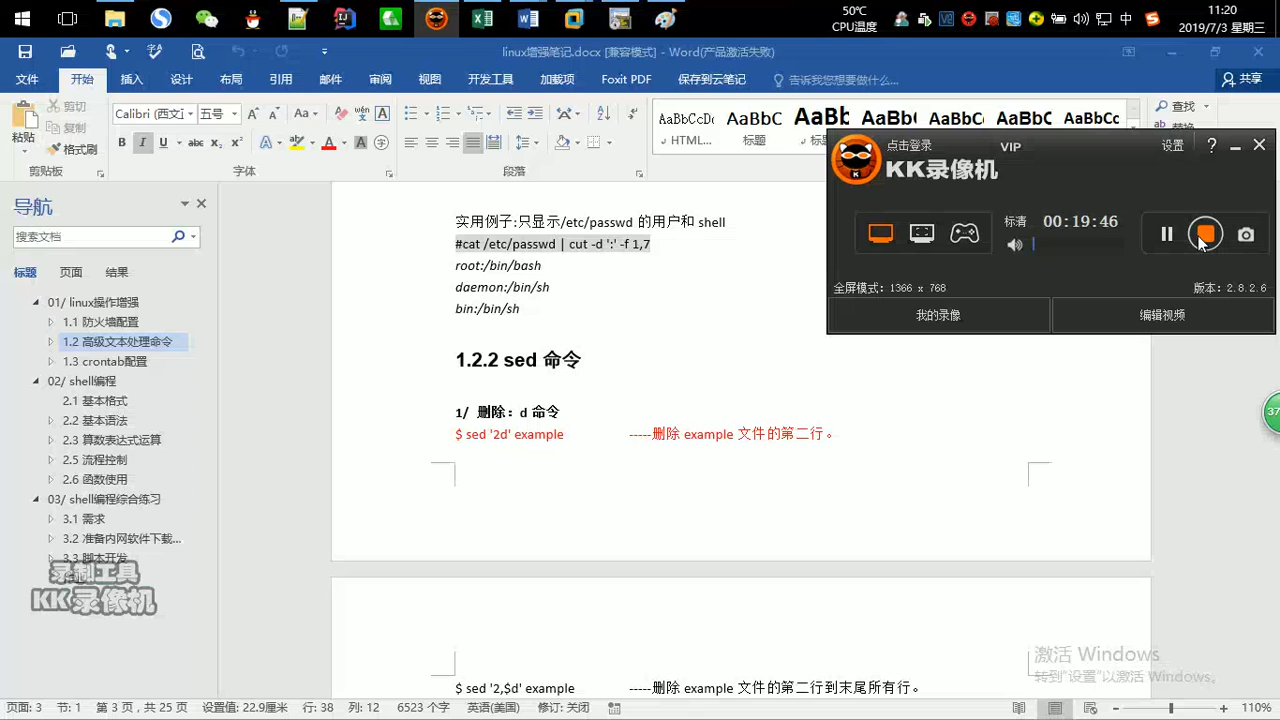 50℃
CPU温度
中
11:20
2019/7/3 星期三
linux增强笔记.docx [兼容模式] - Word(产品激活失败)
文件 开始 插入 设计 布局 引用 邮件 审阅 视图 开发工具 加载项 Foxit PDF 保存到云笔记 告诉我您想要做什么... 共享
粘贴
剪切
复制
格式刷
剪贴板
Calibri (西文) 五号
字体
段落
AaBbCcDc AaBbC AaBb AaBbC AaBbC AaBbCc
HTML... 标题
查找
点击登录 VIP 设置
KK录像机
标清 00:19:46
全屏模式: 1366 x 768 版本: 2.8.2.6
我的录像 编辑视频
导航
搜索文档
标题 页面 结果
01/ linux操作增强
1.1 防火墙配置
1.2 高级文本处理命令
1.3 crontab配置
02/ shell编程
2.1 基本格式
2.2 基本语法
2.3 算数表达式运算
2.5 流程控制
2.6 函数使用
03/ shell编程综合练习
3.1 需求
3.2 准备内网软件下载...
3.3 脚本开发
录制工具
KK录像机
实用例子:只显示/etc/passwd 的用户和 shell
#cat /etc/passwd | cut -d ':' -f 1,7
root:/bin/bash
daemon:/bin/sh
bin:/bin/sh
1.2.2 sed 命令
1/ 删除：d 命令
$ sed '2d' example -----删除 example 文件的第二行。
37
$ sed '2,$d' example -----删除 example 文件的第二行到末尾所有行。
激活 Windows
转到"设置"以激活 Windows。
页面: 3 节: 1 第 3 页，共 25 页 设置值: 22.9厘米 行: 38 列: 12 6523 个字 英语(美国) 修订: 关闭 110%